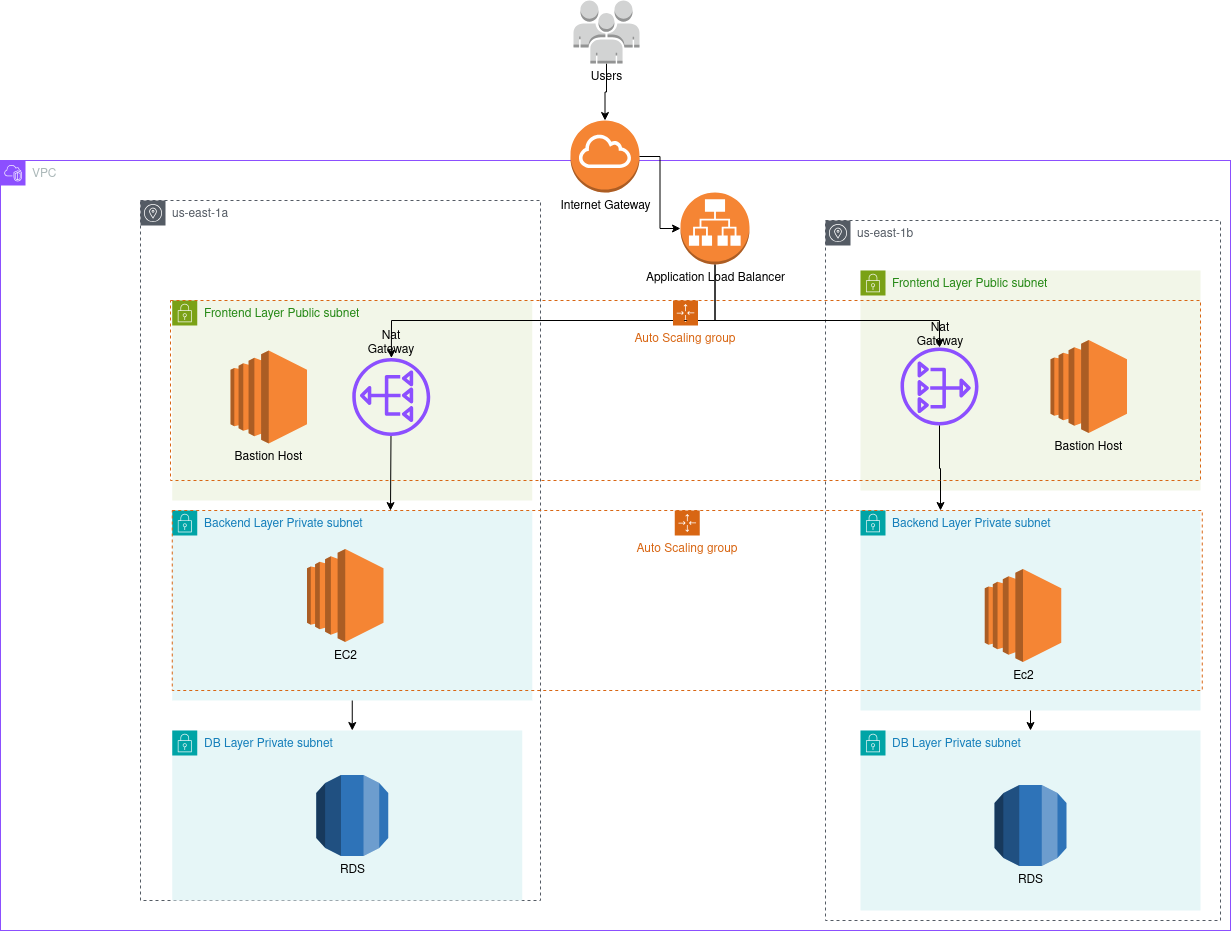 Users
VPC
Internet Gateway
us-east-1a
us-east-1b
Application Load Balancer
Frontend Layer Public subnet
Frontend Layer Public subnet
Auto Scaling group
Nat
Gateway
Nat
Gateway
Bastion Host
Bastion Host
Backend Layer Private subnet
Backend Layer Private subnet
Auto Scaling group
EC2
Ec2
DB Layer Private subnet
DB Layer Private subnet
RDS
RDS